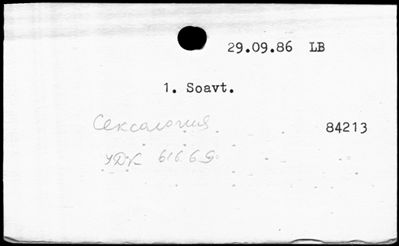 29.09.86 LB
1. Soavt.
Сексология 84213
УДК 616 69